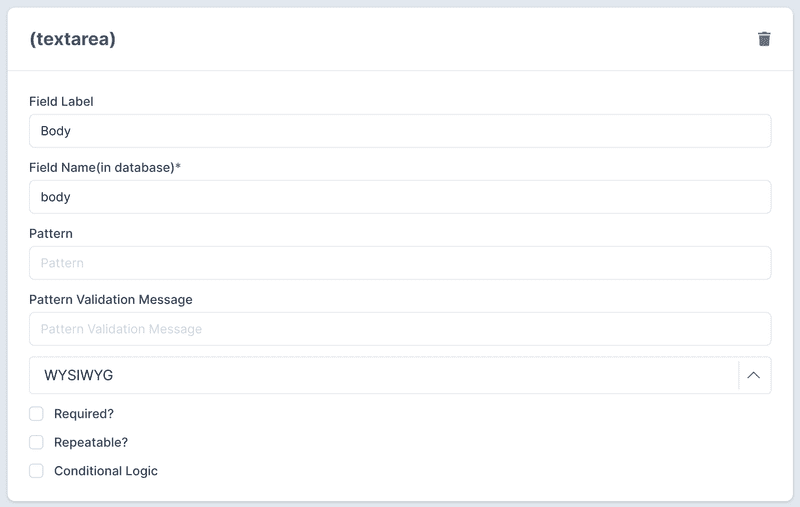 (textarea)
Field Label
Body
Field Name(in database)*
body
Pattern
Pattern
Pattern Validation Message
Pattern Validation Message
WYSIWYG
Required?
Repeatable?
Conditional Logic